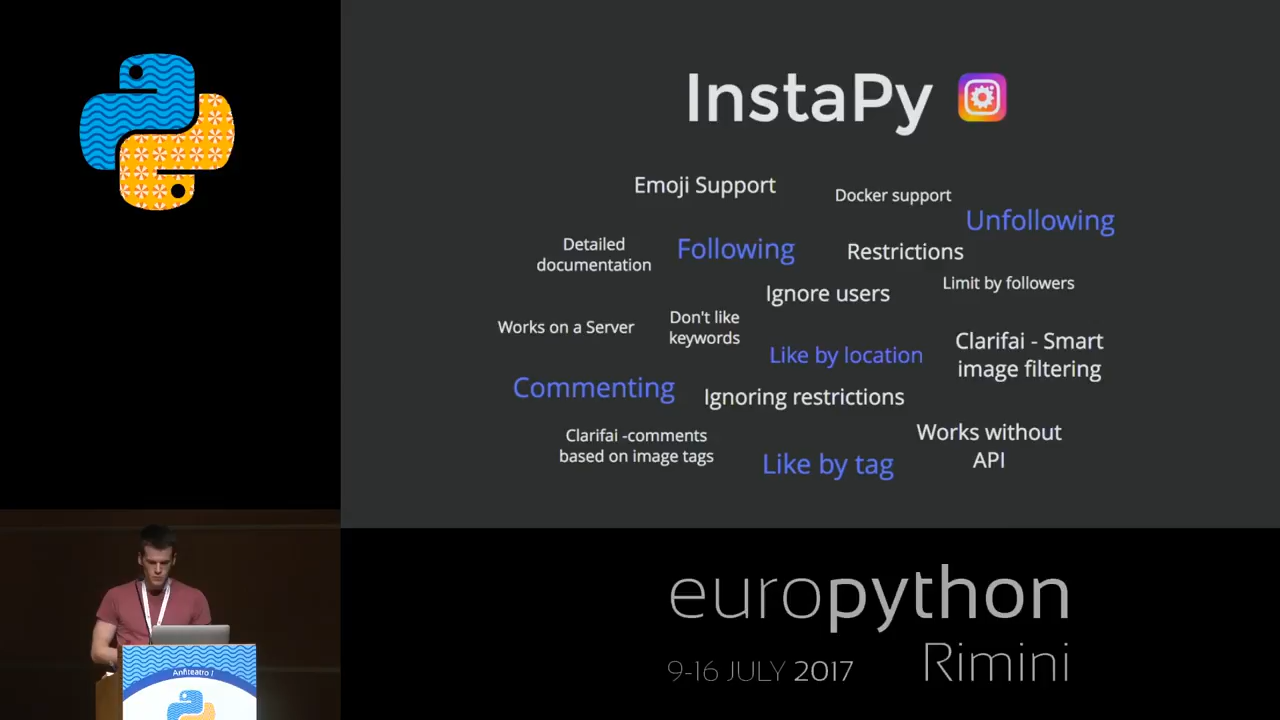 InstaPy
Emoji Support
Docker support
Unfollowing
Detailed
documentation
Following
Restrictions
Ignore users
Limit by followers
Works on a Server
Don't like
keywords
Like by location
Clarifai - Smart
image filtering
Commenting
Ignoring restrictions
Clarifai -comments
based on image tags
Like by tag
Works without
API
europython
9-16 JULY 2017
Rimini
Anfiteatro /